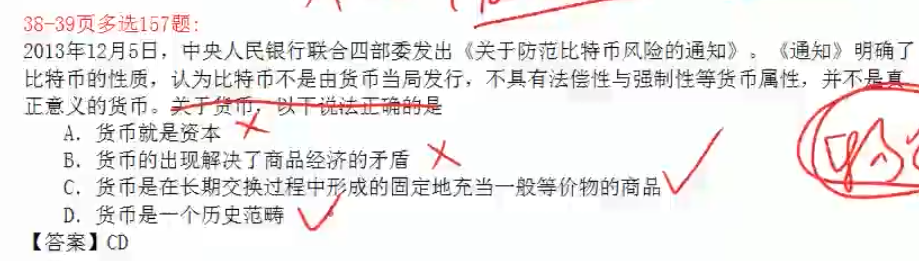 38-39页多选157题:
2013年12月5日，中央人民银行联合四部委发出《关于防范比特币风险的通知》。《通知》明确了
比特币的性质，认为比特币不是由货币当局发行，不具有法偿性与强制性等货币属性，并不是真
正意义的货币。关于货币，以下说法正确的是
A. 货币就是资本
B. 货币的出现解决了商品经济的矛盾
C. 货币是在长期交换过程中形成的固定地充当一般等价物的商品
D. 货币是一个历史范畴
【答案】CD